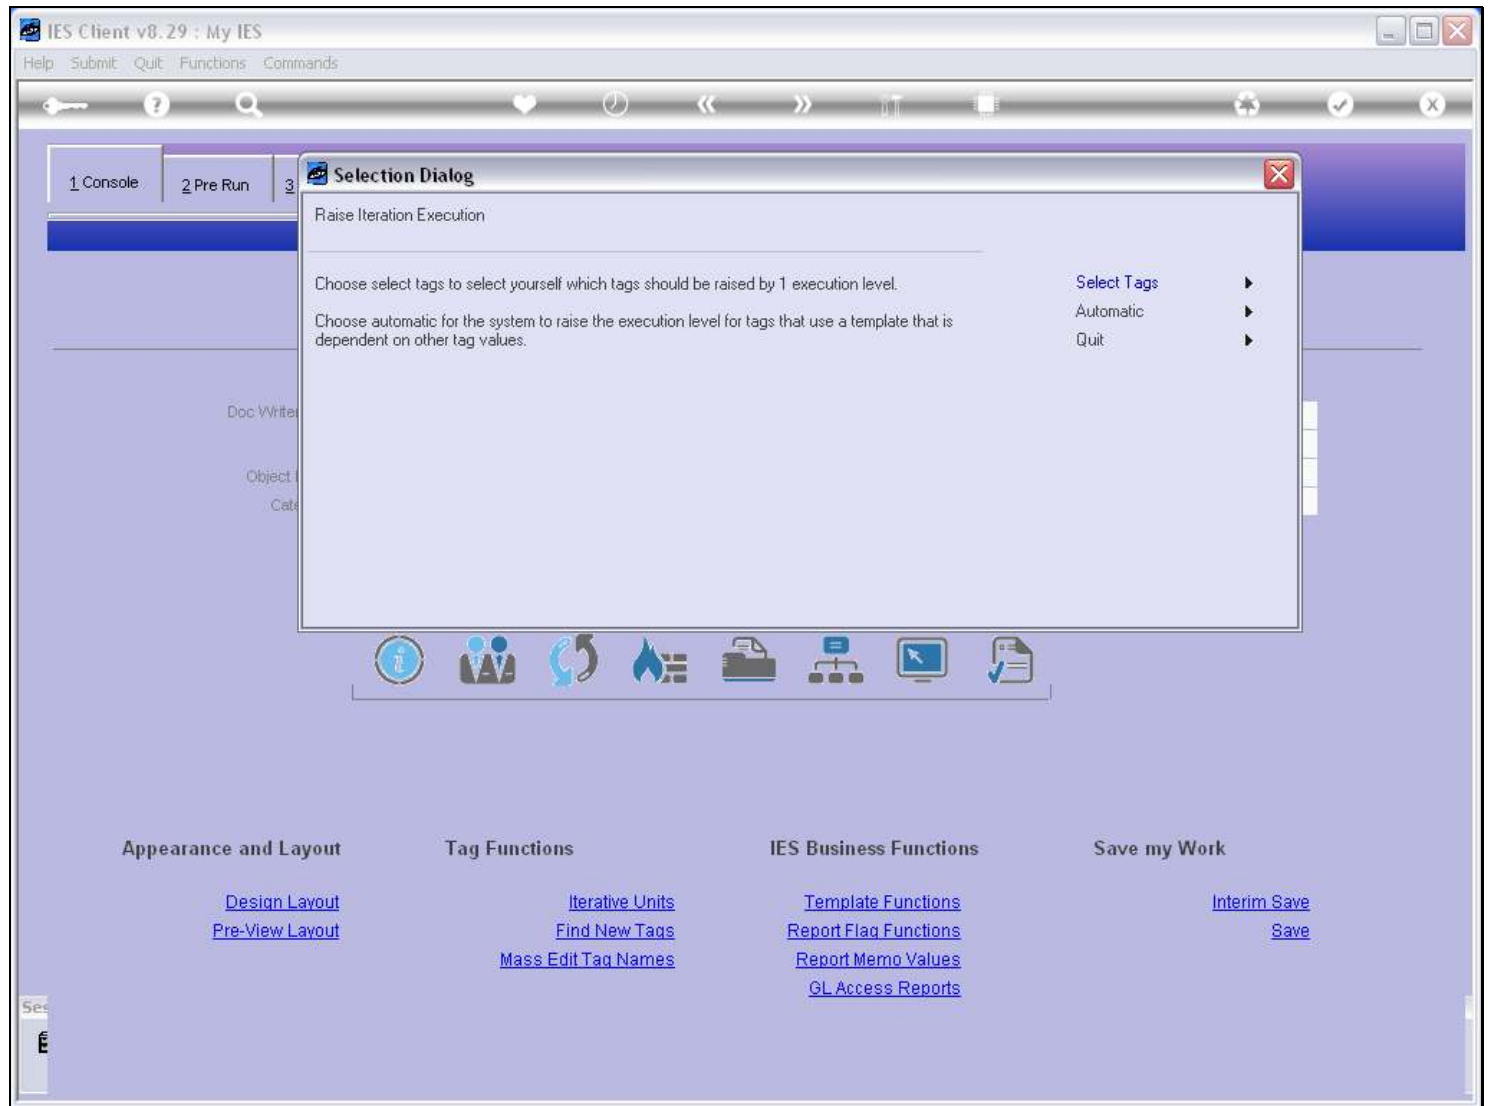 IES Client v8.29 : My IES
Help Submit Quit Functions Commands
1 Console 2 Pre Run 3
Selection Dialog
Raise Iteration Execution
Choose select tags to select yourself which tags should be raised by 1 execution level.
Choose automatic for the system to raise the execution level for tags that use a template that is
dependent on other tag values.
Select Tags
Automatic
Quit
Doc Write
Object
Appearance and Layout
Design Layout
Pre-View Layout
Tag Functions
Iterative Units
Find New Tags
Mass Edit Tag Names
IES Business Functions
Template Functions
Report Flag Functions
Report Memo Values
GL Access Reports
Save my Work
Interim Save
Save